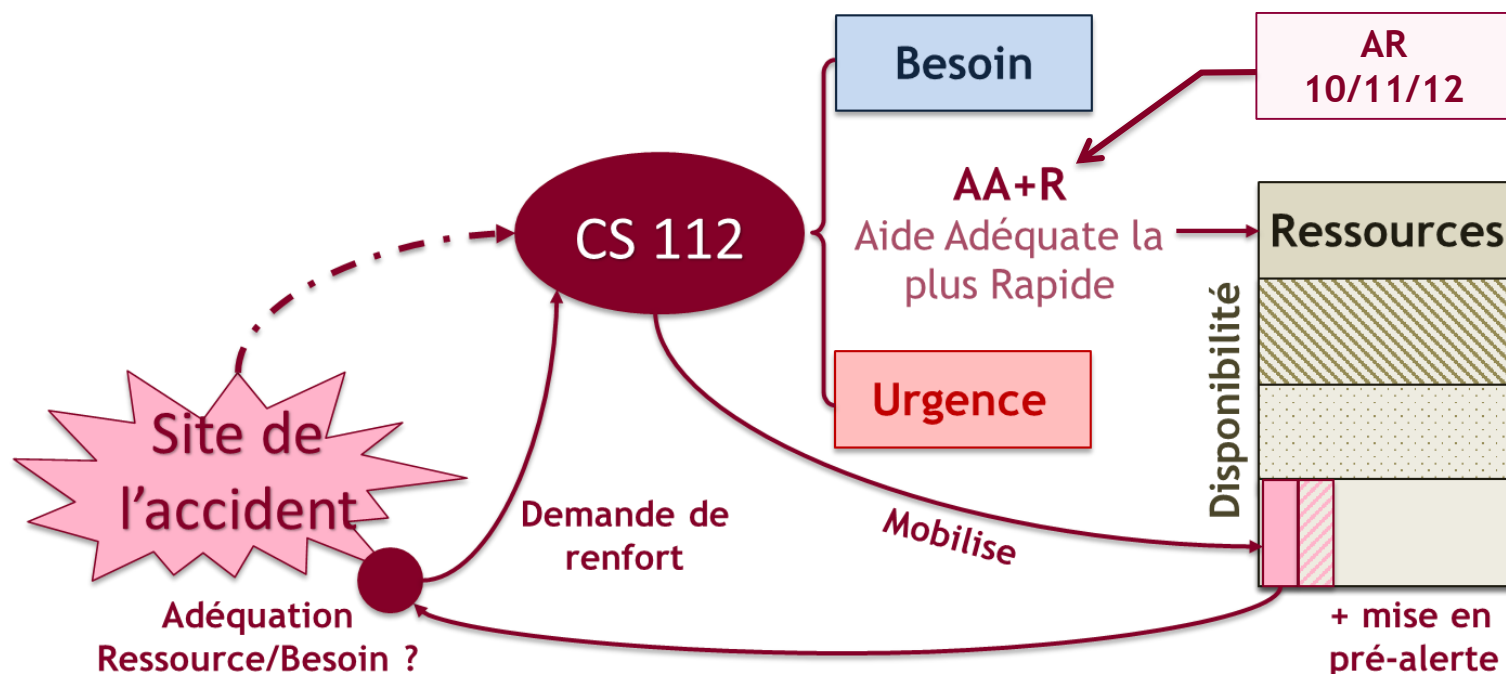 Besoin
AR
10/11/12
CS 112
AA+R
Aide Adéquate la
plus Rapide
Ressources
Disponibilité
Urgence
Site de
l'accident
Demande de
renfort
Mobilise
Adéquation
Ressource/Besoin ?
+ mise en
pré-alerte